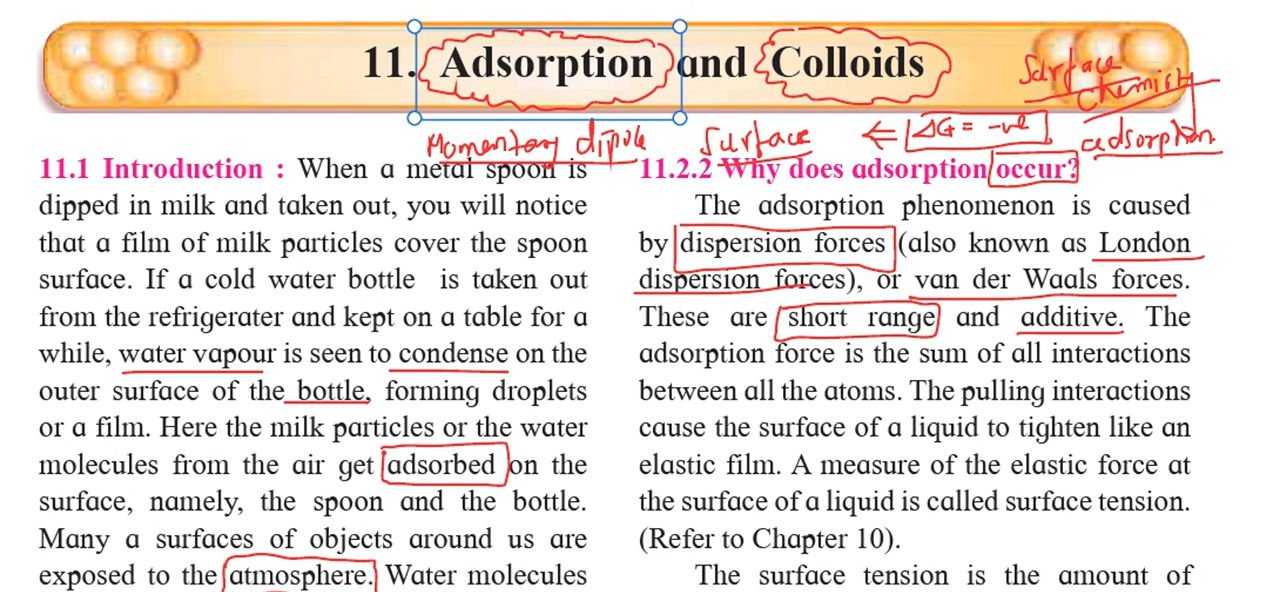 11. Adsorption and Colloids
Surface
Chemistry
adsorption
Momentary dipole
Surface ← ΔG = -ve
11.1 Introduction : When a metal spoon is
dipped in milk and taken out, you will notice
that a film of milk particles cover the spoon
surface. If a cold water bottle is taken out
from the refrigerater and kept on a table for a
while, water vapour is seen to condense on the
outer surface of the bottle, forming droplets
or a film. Here the milk particles or the water
molecules from the air get adsorbed on the
surface, namely, the spoon and the bottle.
Many a surfaces of objects around us are
exposed to the atmosphere. Water molecules
11.2.2 Why does adsorption occur?
The adsorption phenomenon is caused
by dispersion forces (also known as London
dispersion forces), or van der Waals forces.
These are short range and additive. The
adsorption force is the sum of all interactions
between all the atoms. The pulling interactions
cause the surface of a liquid to tighten like an
elastic film. A measure of the elastic force at
the surface of a liquid is called surface tension.
(Refer to Chapter 10).
The surface tension is the amount of